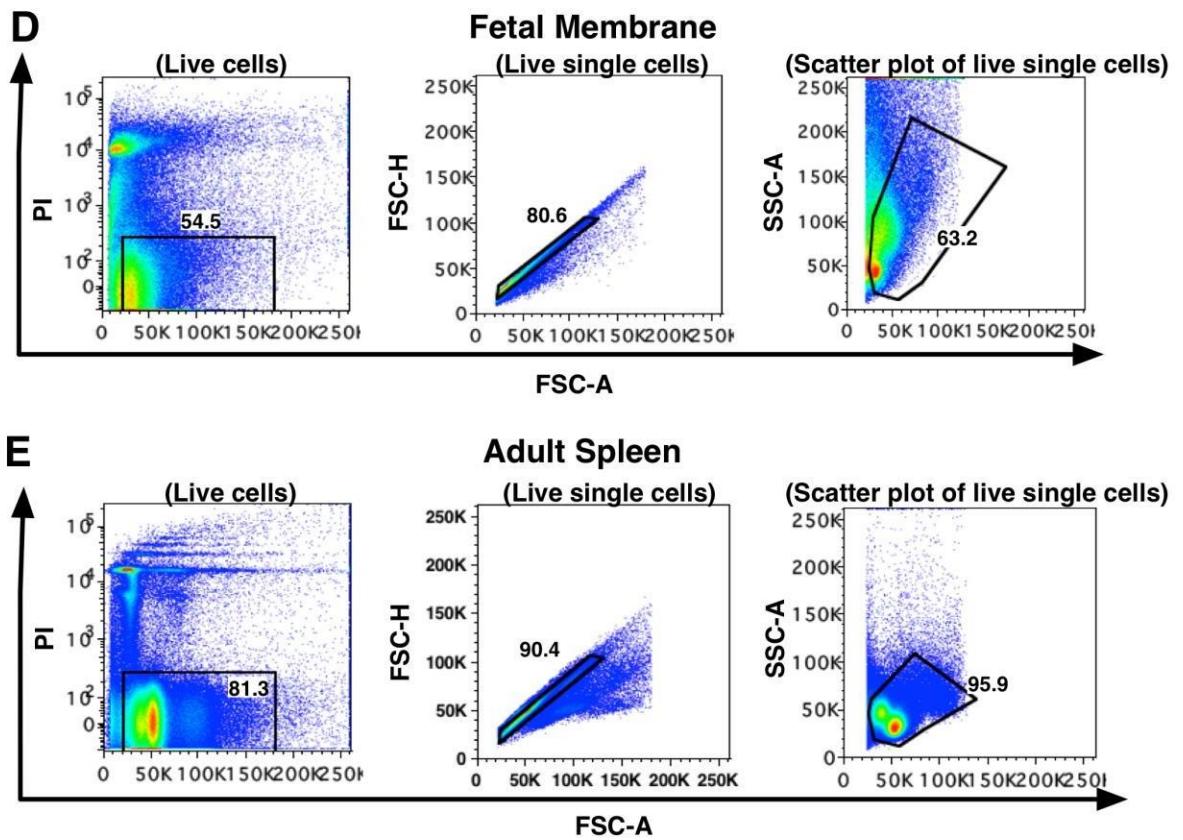 D
Fetal Membrane
(Live cells)
(Live single cells)
(Scatter plot of live single cells)
PI
10^5
10^4
10^3
10^2
0
54.5
0 50K 100K 150K 200K 250K
FSC-H
250K
200K
150K
100K
50K
0
80.6
0 50K 100K 150K 200K 250K
SSC-A
250K
200K
150K
100K
50K
0
63.2
0 50K 100K 150K 200K 250K
FSC-A
E
Adult Spleen
(Live cells)
(Live single cells)
(Scatter plot of live single cells)
PI
10^5
10^4
10^3
10^2
0
81.3
0 50K 100K 150K 200K 250K
FSC-H
250K
200K
150K
100K
50K
0
90.4
0 50K 100K 150K 200K 250K
SSC-A
250K
200K
150K
100K
50K
0
95.9
0 50K 100K 150K 200K 250K
FSC-A